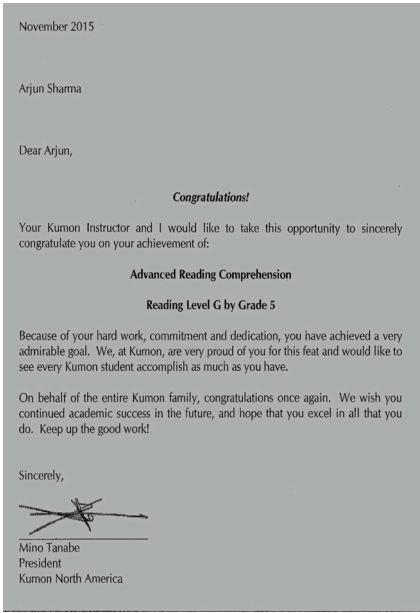 November 2015
Arjun Sharma
Dear Arjun,
Congratulations!
Your Kumon Instructor and I would like to take this opportunity to sincerely
congratulate you on your achievement of:
Advanced Reading Comprehension
Reading Level G by Grade 5
Because of your hard work, commitment and dedication, you have achieved a very
admirable goal. We, at Kumon, are very proud of you for this feat and would like to
see every Kumon student accomplish as much as you have.
On behalf of the entire Kumon family, congratulations once again. We wish you
continued academic success in the future, and hope that you excel in all that you
do. Keep up the good work!
Sincerely,
Mino Tanabe
President
Kumon North America